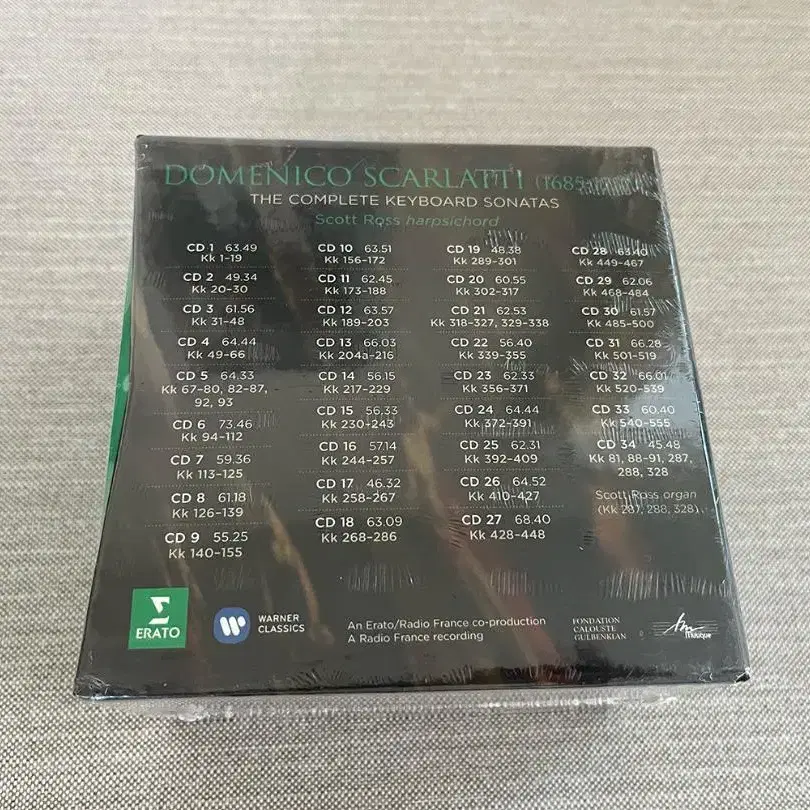 DOMENICO SCARLATTI (1685
THE COMPLETE KEYBOARD SONATAS
Scott Ross harpsichord
CD 1 63.49
Kk 1-19
CD 2 49.34
Kk 20-30
CD 3 61.56
Kk 31-48
CD 4 64.44
Kk 49-66
CD 5 64.33
Kk 67-80, 82-87,
92, 93
CD 6 73.46
Kk 94-112
CD 7 59.36
Kk 113-125
CD 8 61.18
Kk 126-139
CD 9 55.25
Kk 140-155
CD 10 63.51
Kk 156-172
CD 11 62.45
Kk 173-188
CD 12 63.57
Kk 189-203
CD 13 66.03
Kk 204a-216
CD 14 56.15
Kk 217-229
CD 15 56.33
Kk 230-243
CD 16 57.14
Kk 244-257
CD 17 46.32
Kk 258-267
CD 18 63.09
Kk 268-286
CD 19 48.38
Kk 289-301
CD 20 60.55
Kk 302-317
CD 21 62.53
Kk 318-327, 329-338
CD 22 56.40
Kk 339-355
CD 23 62.33
Kk 356-371
CD 24 64.44
Kk 372-391
CD 25 62.31
Kk 392-409
CD 26 64.52
Kk 410-427
CD 27 68.40
Kk 428-448
CD 28 63.40
Kk 449-467
CD 29 62.06
Kk 468-484
CD 30 61.57
Kk 485-500
CD 31 66.28
Kk 501-519
CD 32 66.01
Kk 520-539
CD 33 60.40
Kk 540-555
CD 34 45.48
Kk 81, 88-91, 287,
288, 328
Scott Ross organ
(Kk 287, 288, 328)
ERATO
WARNER
CLASSICS
An Erato/Radio France co-production
A Radio France recording
FONDATION
CALOUSTE
GULBENKIAN
musique